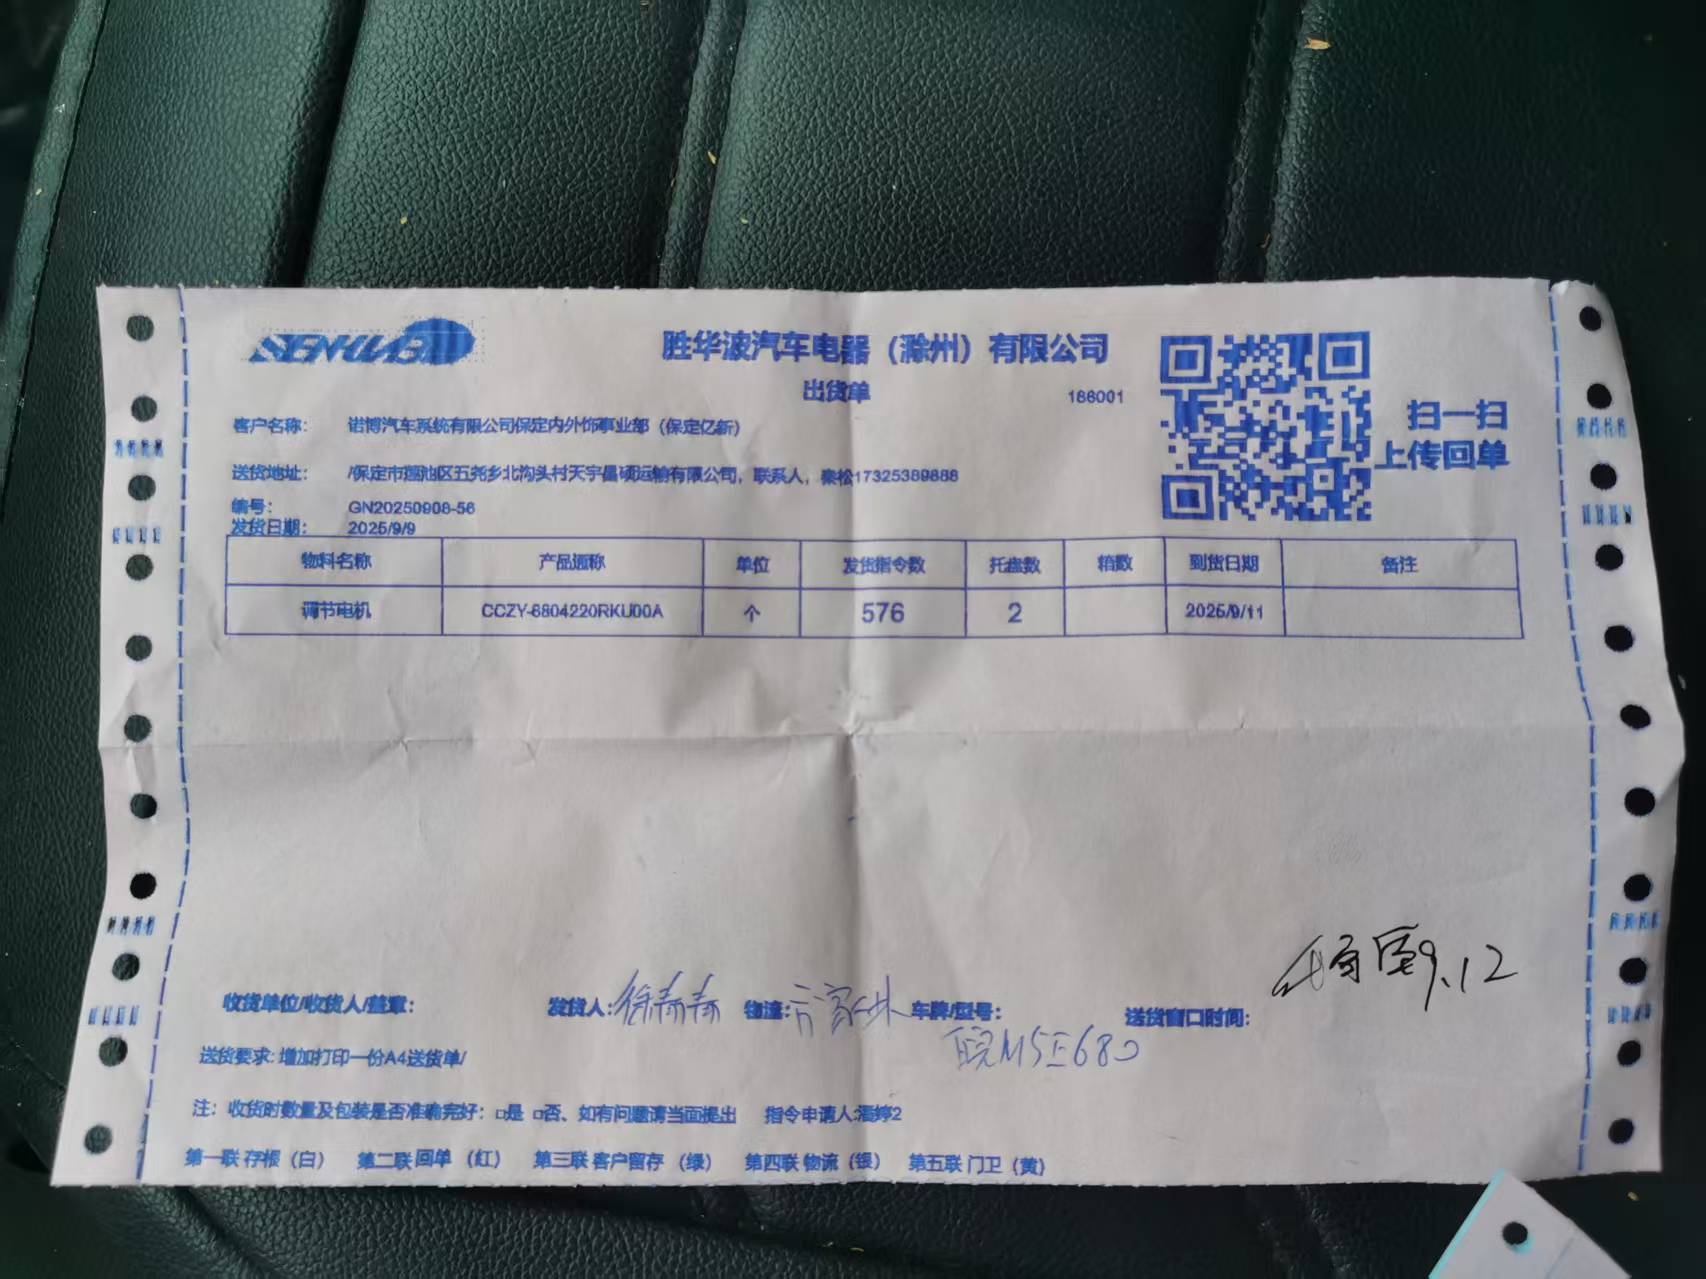 SENHUABO
胜华波汽车电器（滁州）有限公司
出货单
186001
扫一扫
上传回单
客户名称： 诺博汽车系统有限公司保定内外饰事业部（保定亿新）
送货地址： /保定市莲池区五尧乡北沟头村天宇昌硕运输有限公司，联系人，秦松17325389888
编号： GN20250908-56
发货日期： 2025/9/9
物料名称 产品通称 单位 发货指令数 托盘数 箱数 到货日期 备注
调节电机 CCZY-6804220RKU00A 个 576 2 2025/9/11
9.12
收货单位/收货人/盖章： 发货人：徐春春 物流： 车牌/型号： 送货窗口时间：
皖M5E680
送货要求: 增加打印一份A4送货单/
注： 收货时数量及包装是否准确完好：□是 □否、如有问题请当面提出 指令申请人:潘婷2
第一联 存根（白） 第二联 回单 （红） 第三联 客户留存 （绿） 第四联 物流（银） 第五联 门卫（黄）